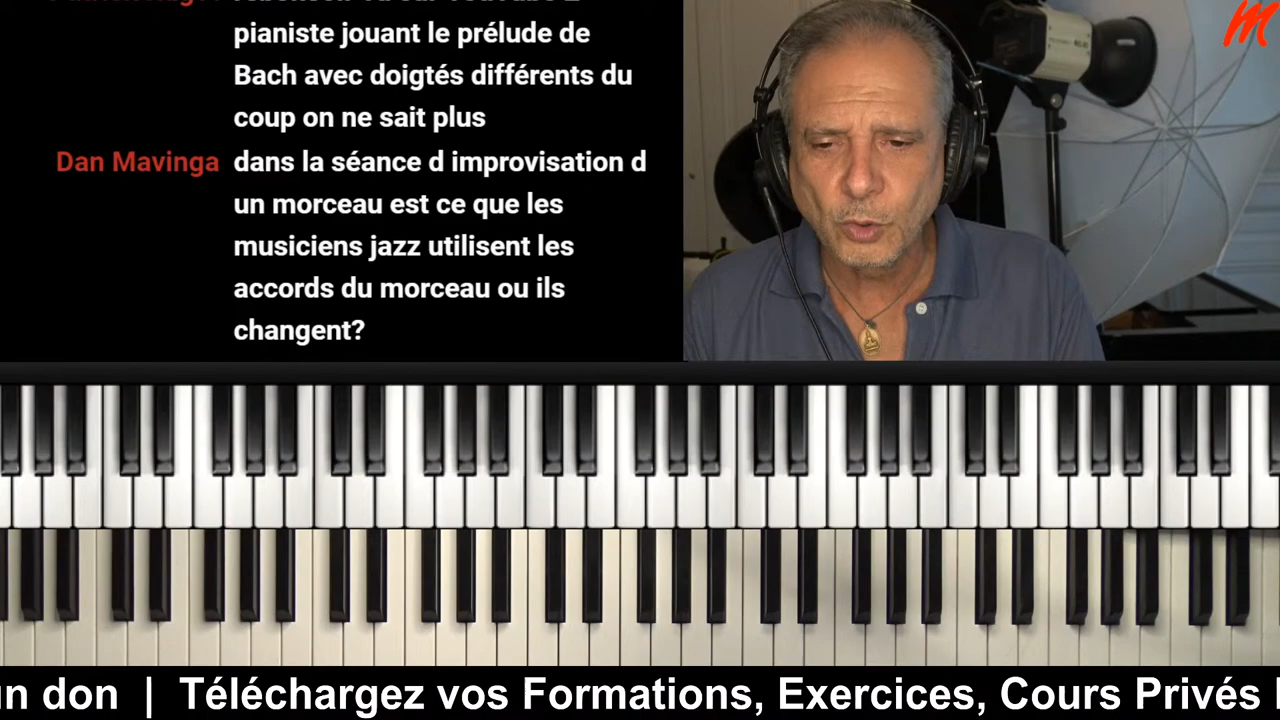 pianiste jouant le prélude de
Bach avec doigtés différents du
coup on ne sait plus
Dan Mavinga dans la séance d improvisation d
un morceau est ce que les
musiciens jazz utilisent les
accords du morceau ou ils
changent?
un don | Téléchargez vos Formations, Exercices, Cours Privés